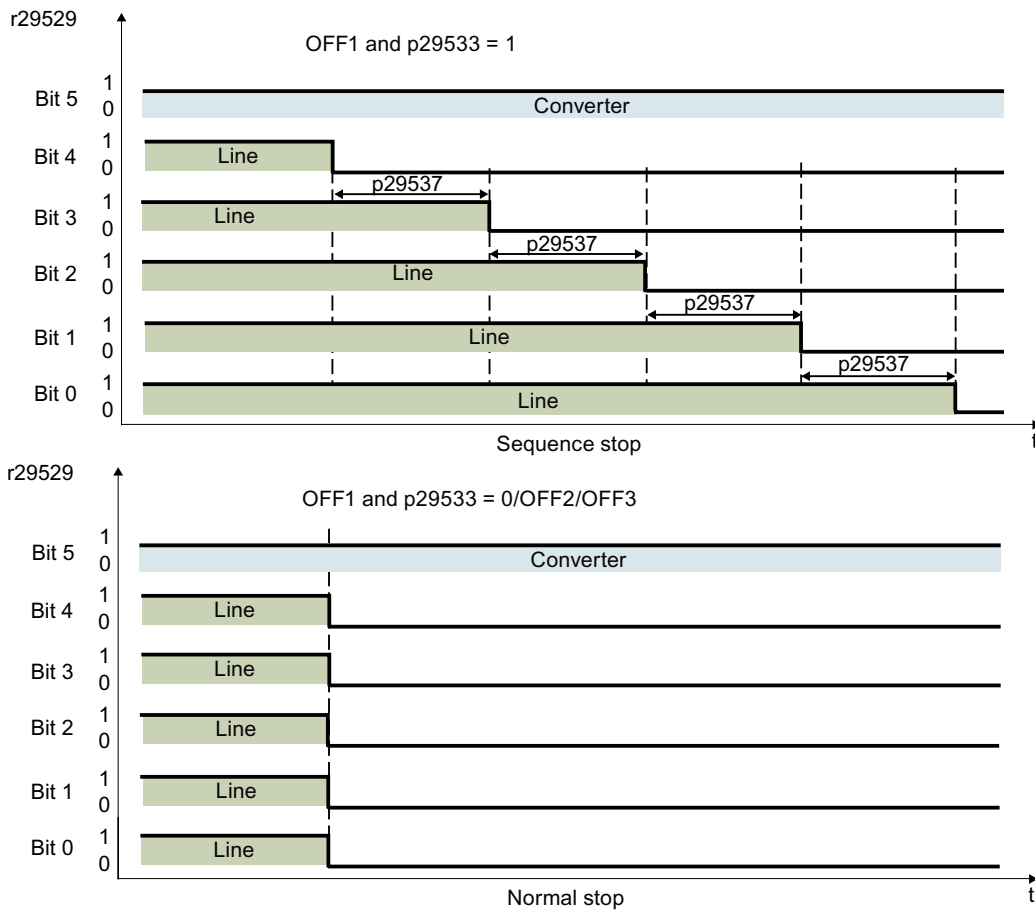 r29529
OFF1 and p29533 = 1
Bit 5 1 0 Converter
Bit 4 1 0 Line
p29537
Bit 3 1 0 Line
p29537
Bit 2 1 0 Line
p29537
Bit 1 1 0 Line
p29537
Bit 0 1 0 Line
Sequence stop t
r29529
OFF1 and p29533 = 0/OFF2/OFF3
Bit 5 1 0 Converter
Bit 4 1 0 Line
Bit 3 1 0 Line
Bit 2 1 0 Line
Bit 1 1 0 Line
Bit 0 1 0 Line
Normal stop t